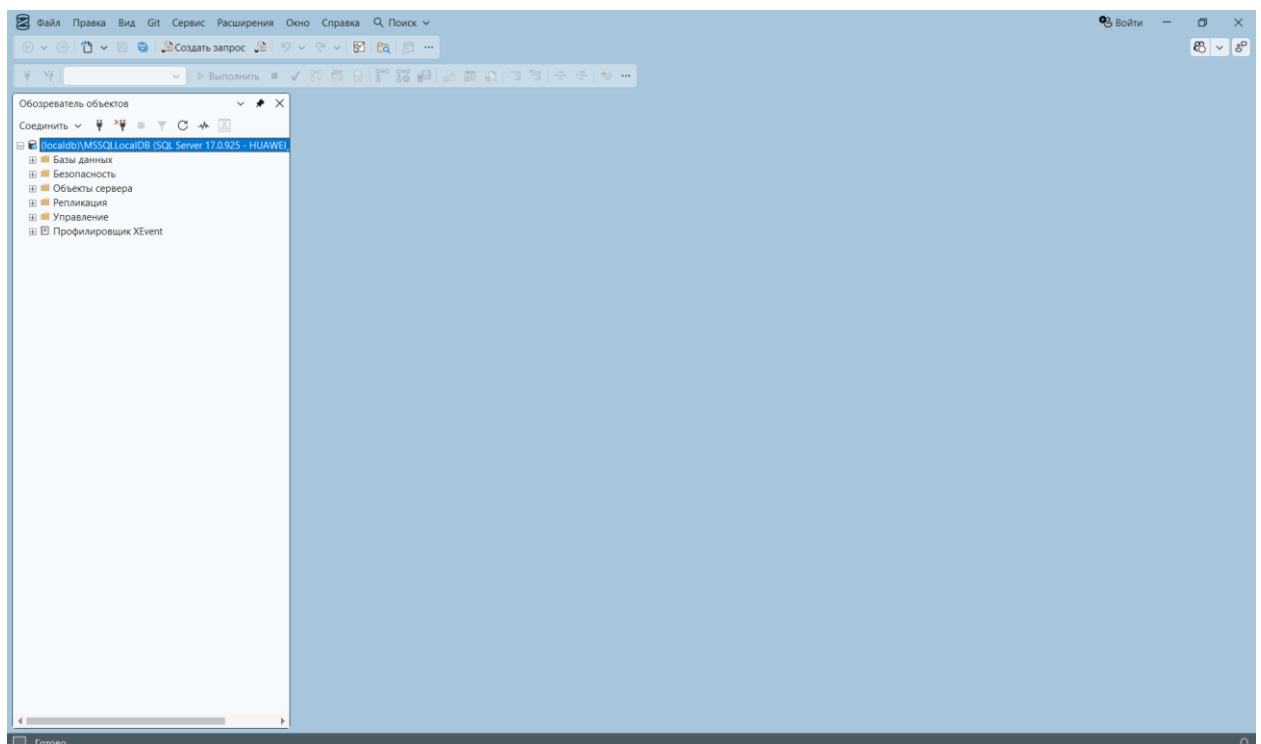 Файл Правка Вид Git Сервис Расширения Окно Справка Поиск Войти
Создать запрос
Выполнить
Обозреватель объектов
Соединить
(localdb)\MSSQLLocalDB (SQL Server 17.0.925 - HUAWEI_
Базы данных
Безопасность
Объекты сервера
Репликация
Управление
Профилировщик XEvent
Готово